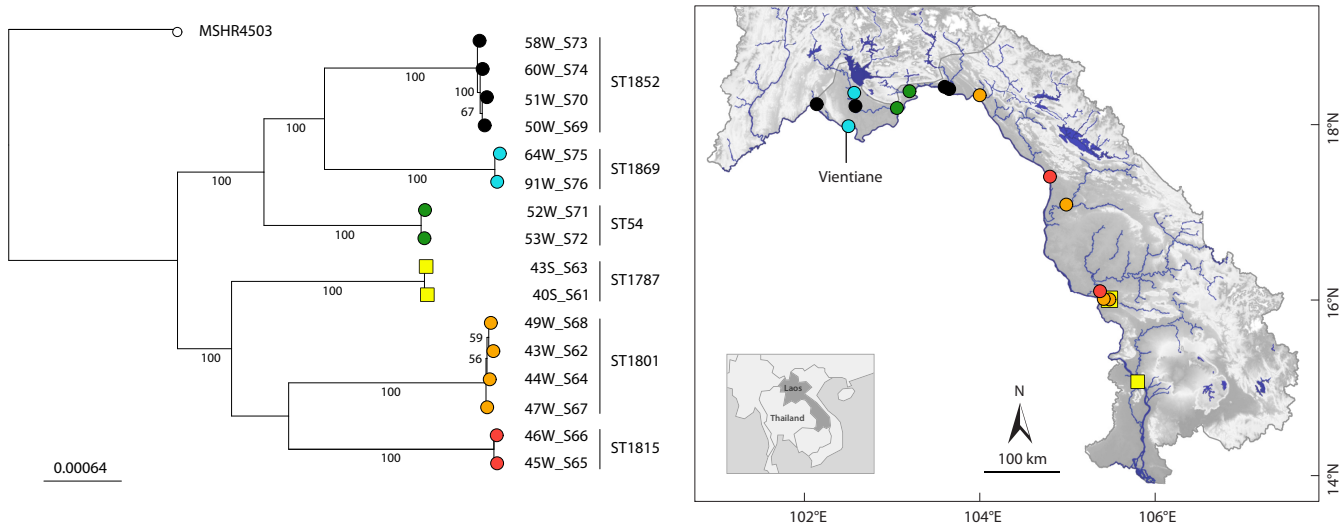 MSHR4503
58W_S73
60W_S74
51W_S70
50W_S69
ST1852
64W_S75
91W_S76
ST1869
52W_S71
53W_S72
ST54
43S_S63
40S_S61
ST1787
49W_S68
43W_S62
44W_S64
47W_S67
ST1801
46W_S66
45W_S65
ST1815
100
100
67
100
100
100
100
100
100
59
56
100
100
0.00064
Vientiane
Laos
Thailand
N
100 km
18°N
16°N
14°N
102°E
104°E
106°E